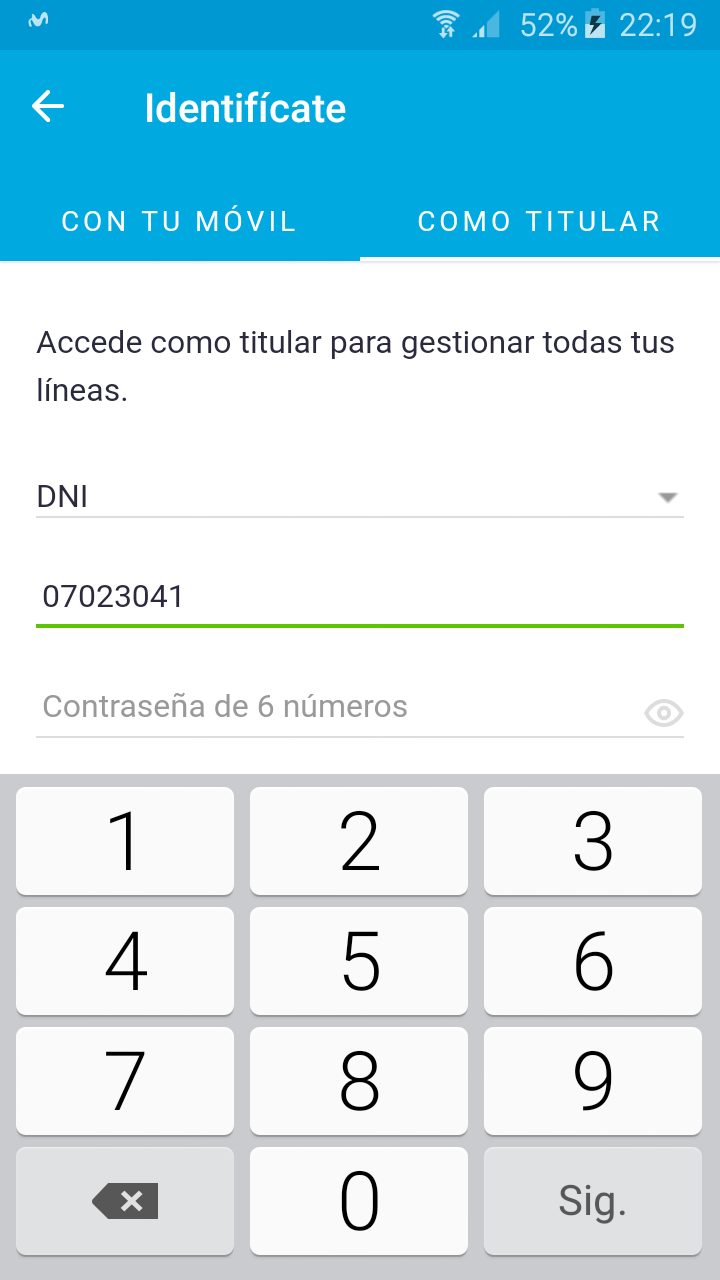 52% 22:19
Identifícate
CON TU MÓVIL COMO TITULAR
Accede como titular para gestionar todas tus
líneas.
DNI
07023041
Contraseña de 6 números
1 2 3
4 5 6
7 8 9
0 Sig.